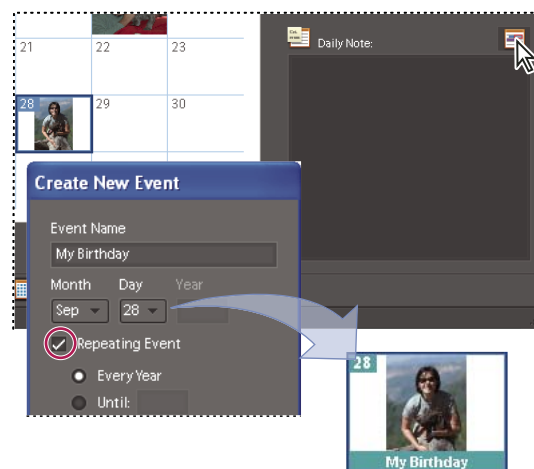 21 22 23
Daily Note:
28 29 30
Create New Event
Event Name
My Birthday
Month Day Year
Sep 28
Repeating Event
Every Year
Until:
28
My Birthday